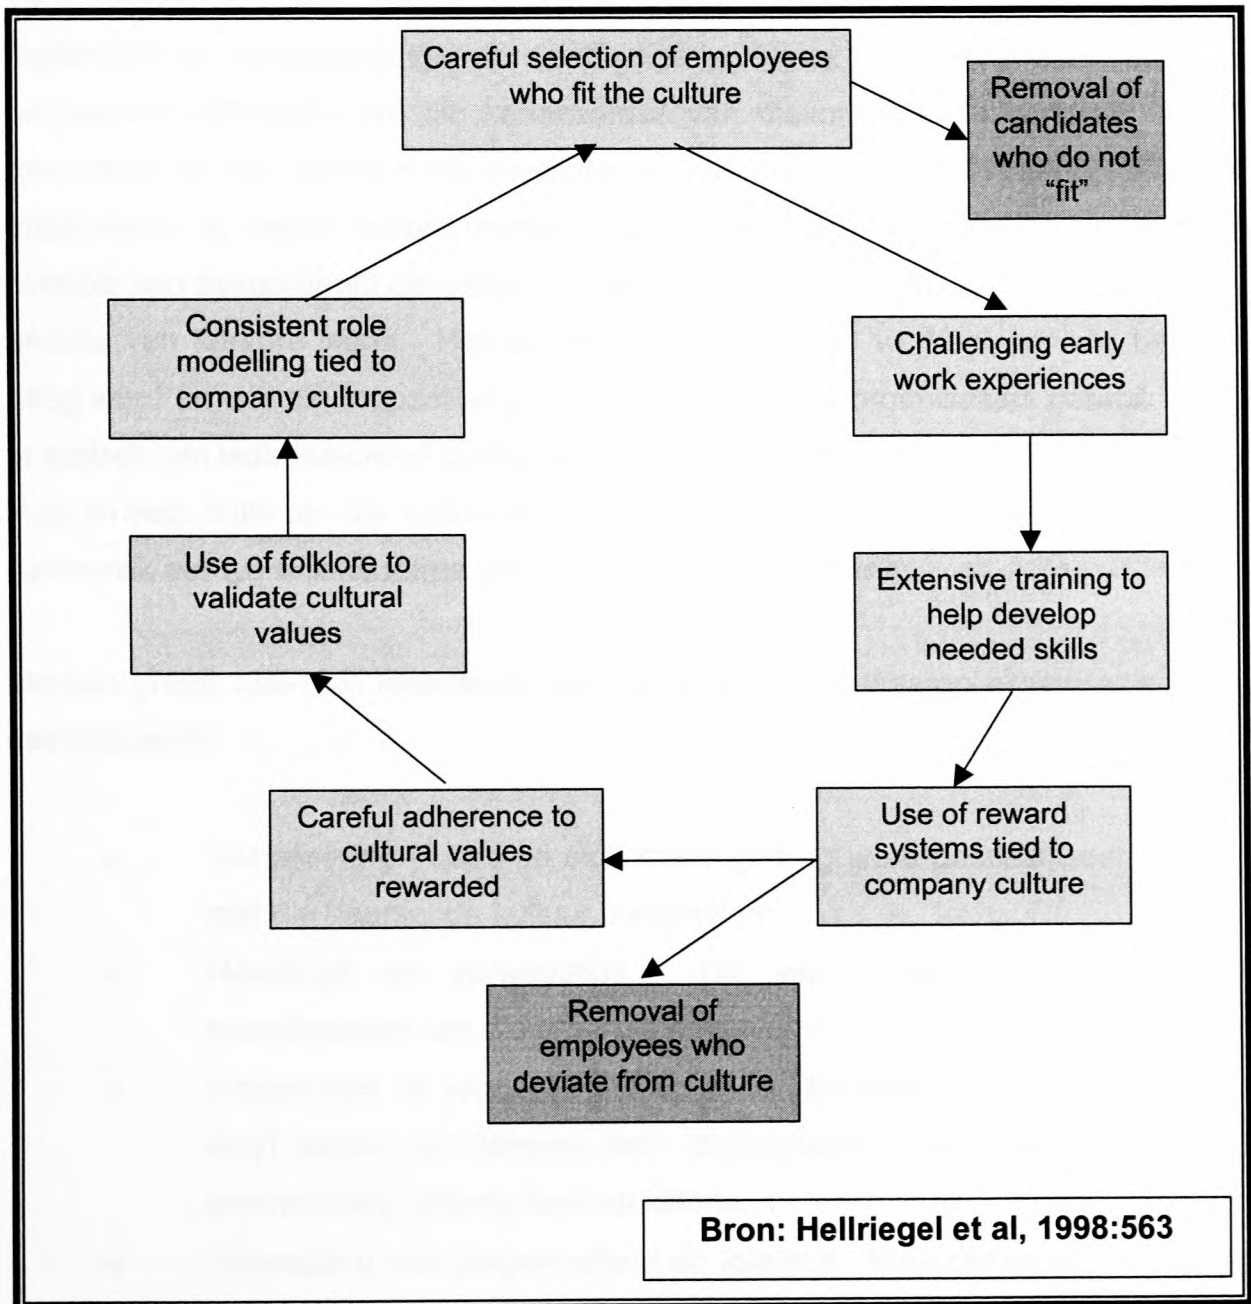 Careful selection of employees
who fit the culture
Removal of
candidates
who do not
“fit”
Consistent role
modelling tied to
company culture
Challenging early
work experiences
Use of folklore to
validate cultural
values
Extensive training to
help develop
needed skills
Careful adherence to
cultural values
rewarded
Use of reward
systems tied to
company culture
Removal of
employees who
deviate from culture
Bron: Hellriegel et al, 1998:563